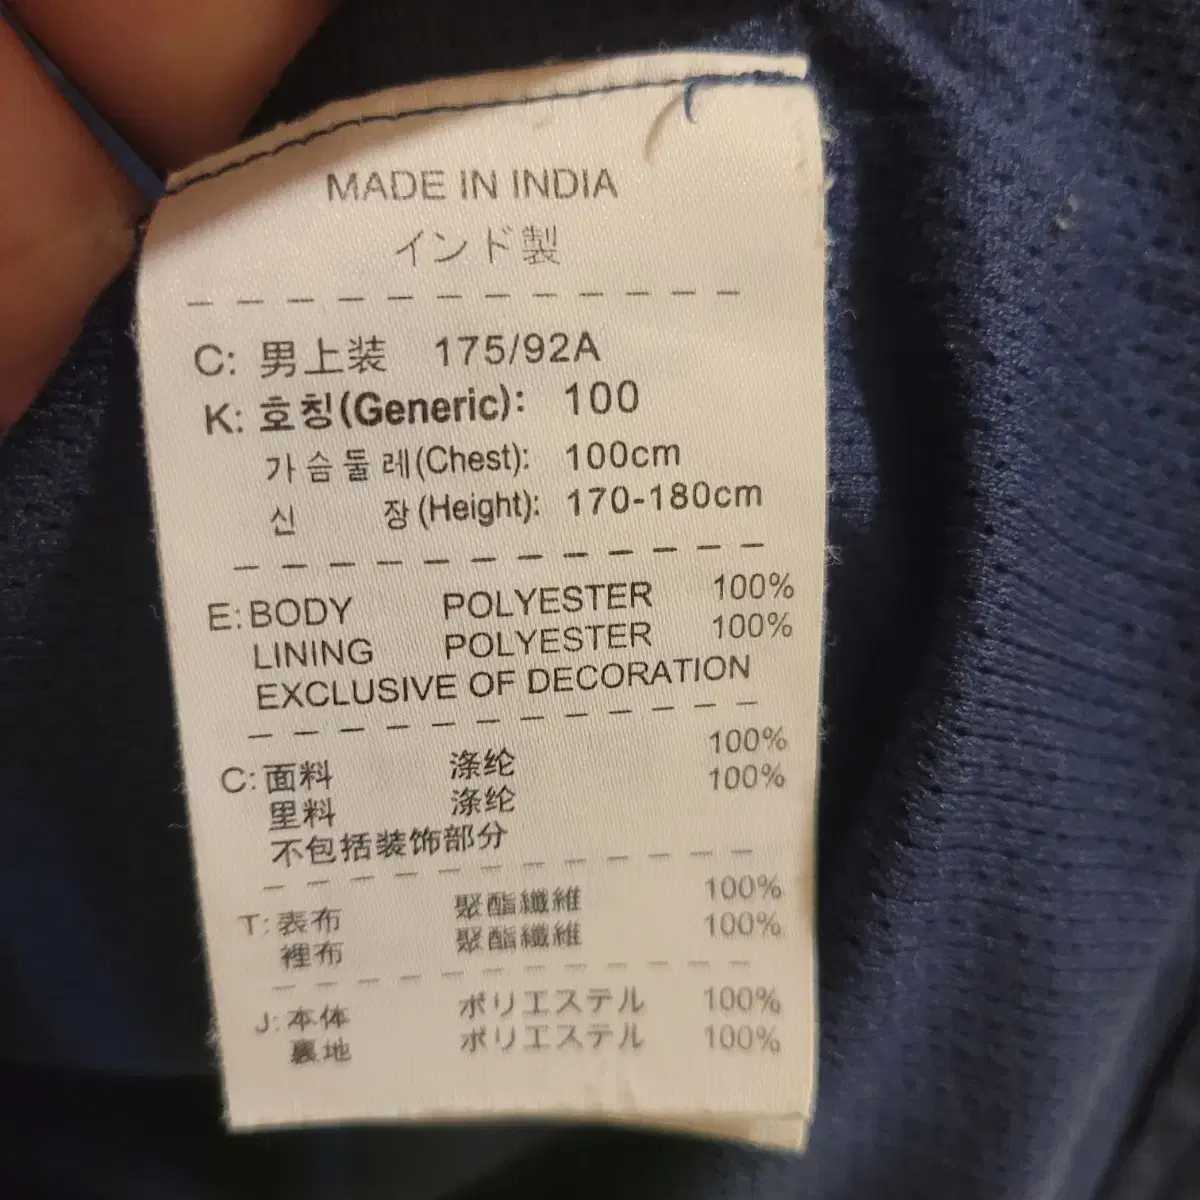 MADE IN INDIA
インド製
C: 男上装 175/92A
K: 호칭(Generic): 100
가슴둘레(Chest): 100cm
신 장(Height): 170-180cm
E: BODY POLYESTER 100%
LINING POLYESTER 100%
EXCLUSIVE OF DECORATION
C: 面料 涤纶 100%
里料 涤纶 100%
不包括装饰部分
T: 表布 聚酯纖維 100%
裡布 聚酯纖維 100%
J: 本体 ポリエステル 100%
裏地 ポリエステル 100%